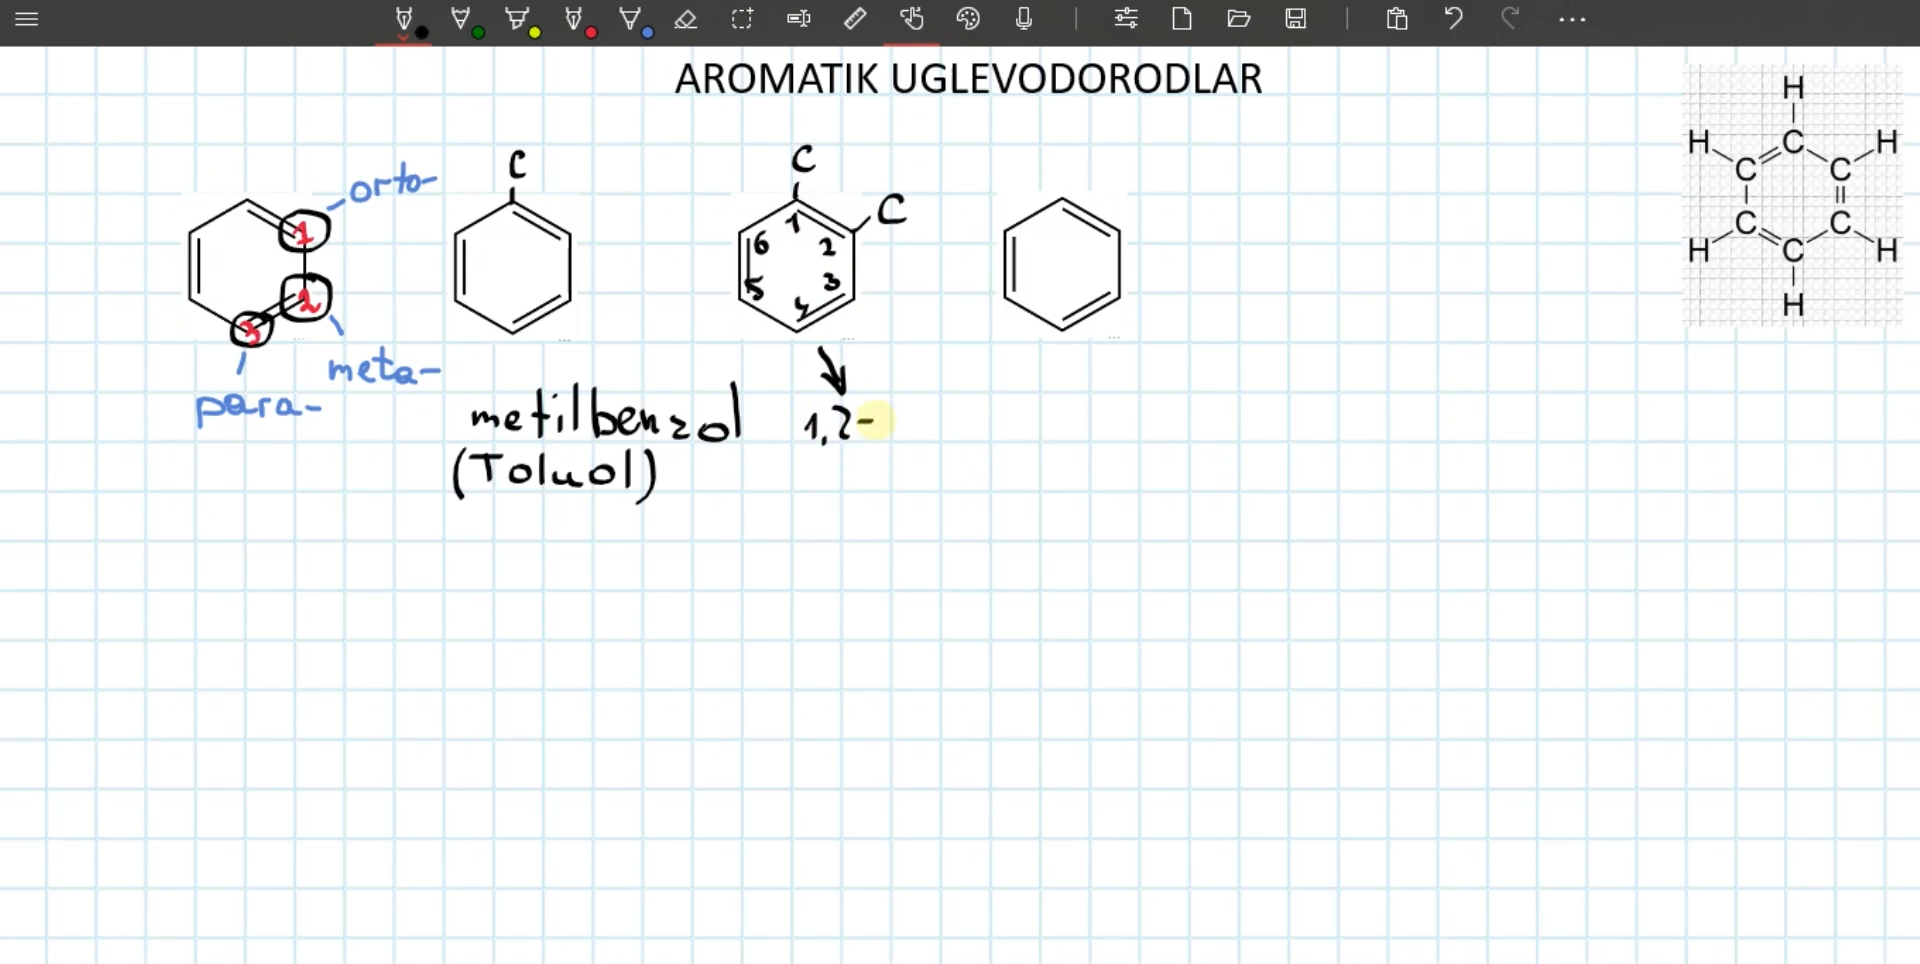 AROMATIK UGLEVODORODLAR
orto-
1
2
3
meta-
para-
C
metilbenzol
(Toluol)
C
C
1
2
3
4
5
6
1,2-
H
H C H
C C
C C
H C H
H